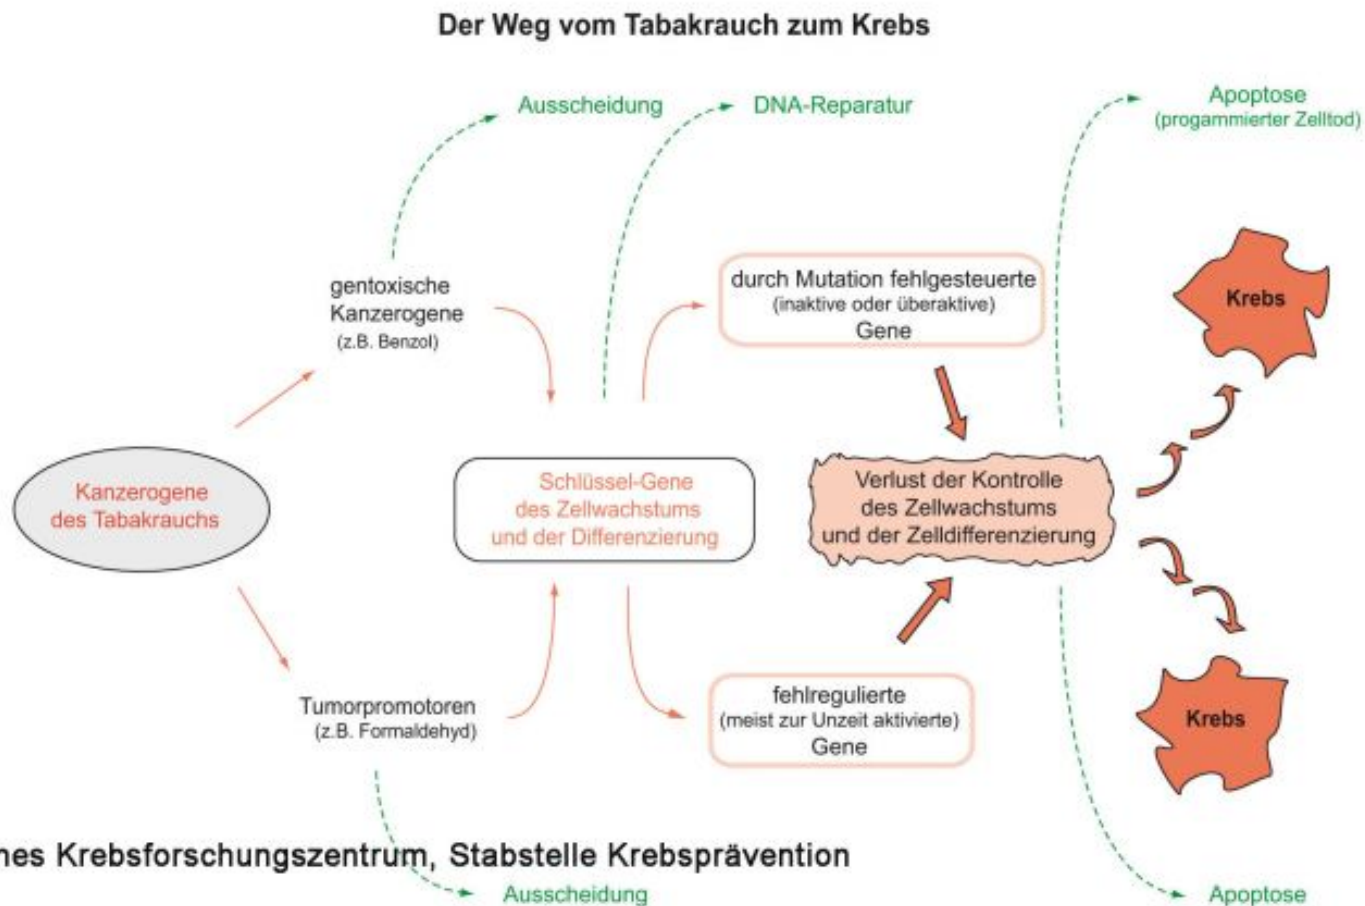 Der Weg vom Tabakrauch zum Krebs
Ausscheidung
DNA-Reparatur
Apoptose
(progammierter Zelltod)
gentoxische
Kanzerogene
(z.B. Benzol)
durch Mutation fehlgesteuerte
(inaktive oder überaktive)
Gene
Krebs
Kanzerogene
des Tabakrauchs
Schlüssel-Gene
des Zellwachstums
und der Differenzierung
Verlust der Kontrolle
des Zellwachstums
und der Zelldifferenzierung
Tumorpromotoren
(z.B. Formaldehyd)
fehlregulierte
(meist zur Unzeit aktivierte)
Gene
Krebs
nes Krebsforschungszentrum, Stabstelle Krebsprävention
Ausscheidung
Apoptose